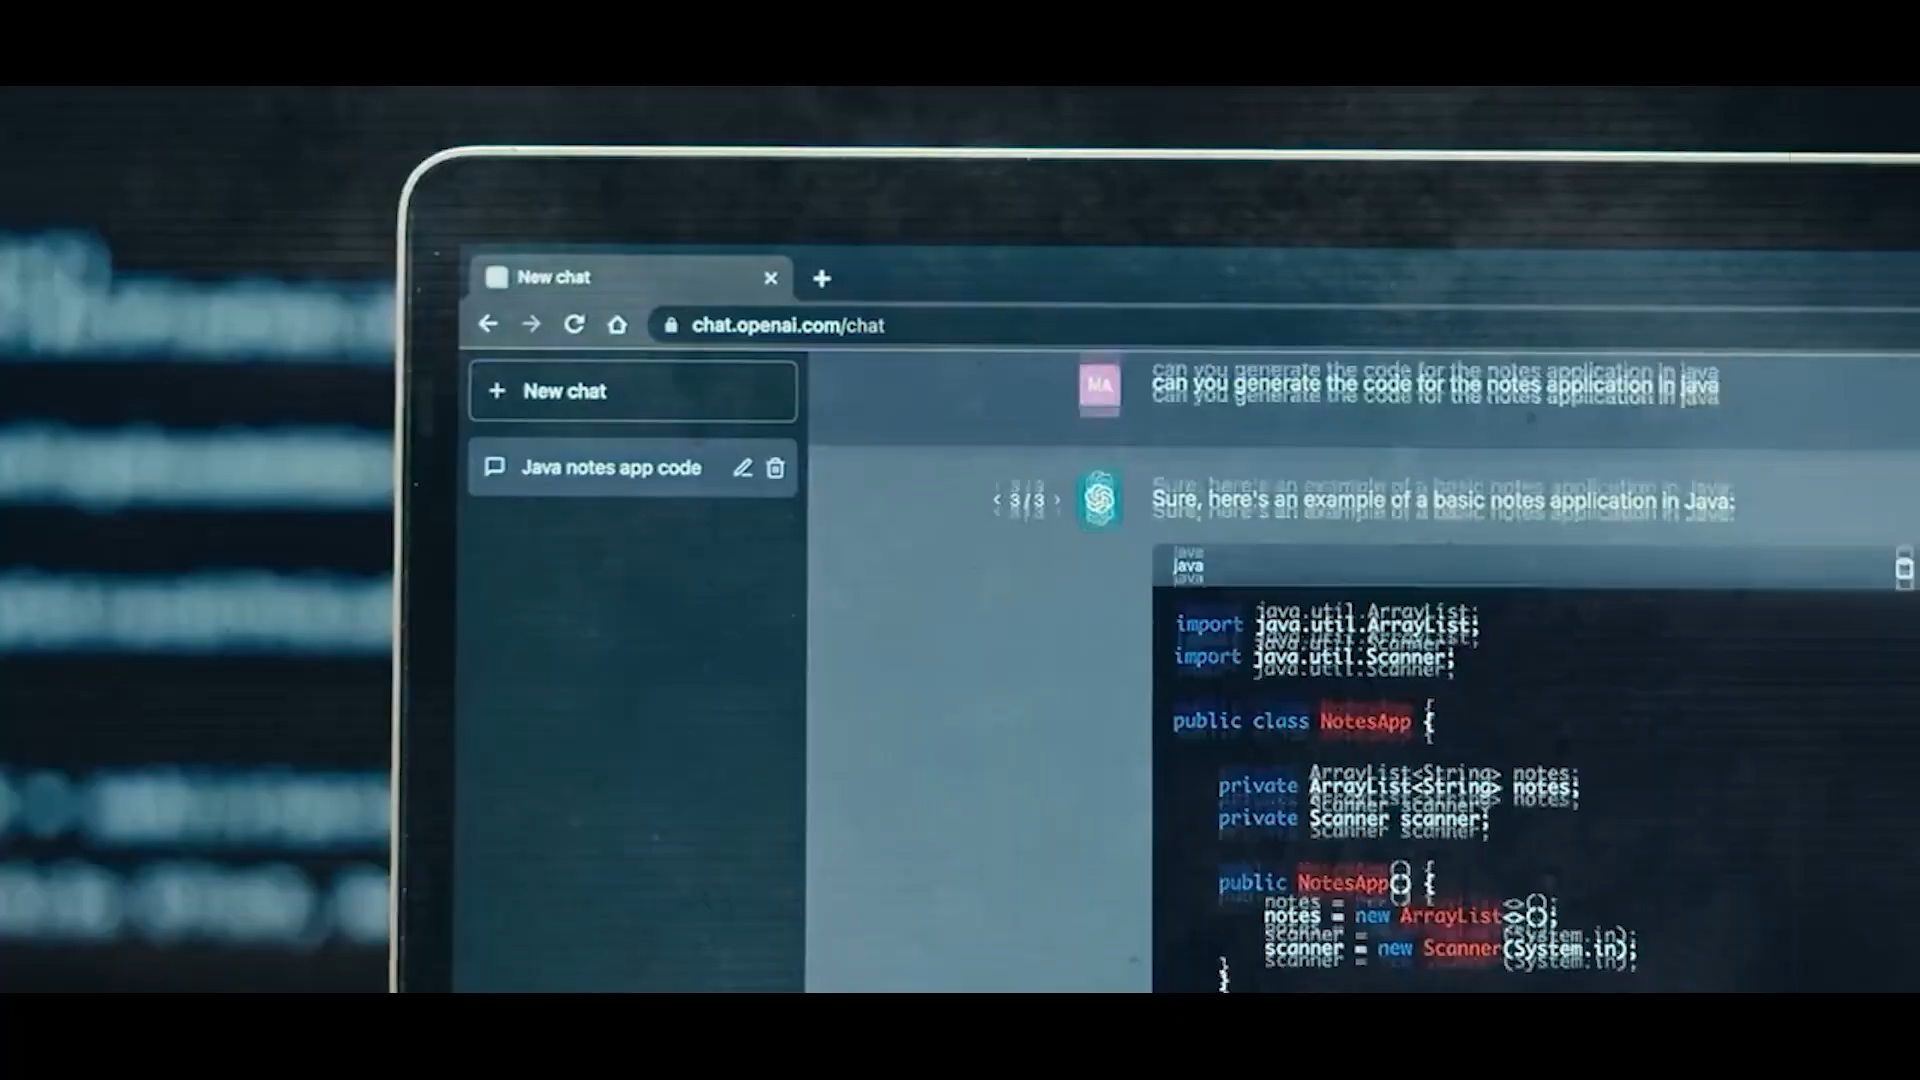 New chat
chat.openai.com/chat
New chat
Java notes app code
MA
can you generate the code for the notes application in java
< 3 / 3 >
Sure, here's an example of a basic notes application in Java:
java
import java.util.ArrayList;
import java.util.Scanner;
public class NotesApp {
private ArrayList<String> notes;
private Scanner scanner;
public NotesApp() {
notes = new ArrayList<>();
scanner = new Scanner(System.in);
}